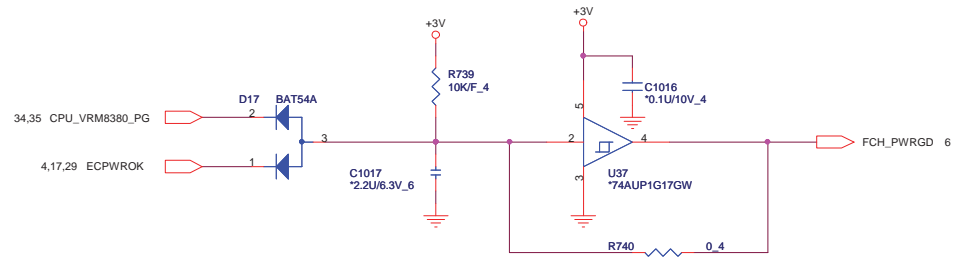 +3V
+3V
R739
10K/F_4
C1016
*0.1U/10V_4
D17 BAT54A
5
34,35 CPU_VRM8380_PG
2
3
2
4
FCH_PWRGD 6
4,17,29 ECPWROK
1
C1017
*2.2U/6.3V_6
3
U37
*74AUP1G17GW
R740
0_4